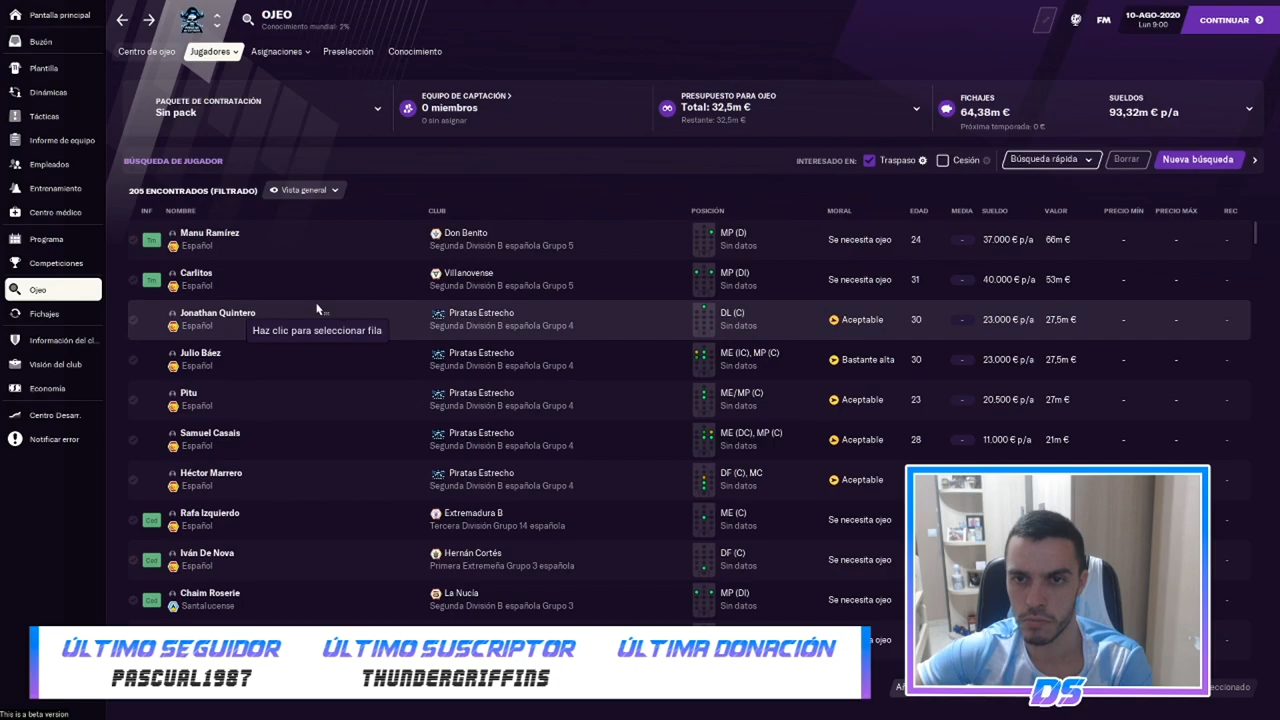 Pantalla principal
Buzón
Plantilla
Dinámicas
Tácticas
Informe de equipo
Empleados
Entrenamiento
Centro médico
Programa
Competiciones
Ojeo
Fichajes
Información del cl...
Visión del club
Economía
Centro Desarr.
Notificar error
This is a beta version
OJEO
Conocimiento mundial: 2%
FM
10-AGO-2020
Lun 9:00
CONTINUAR
Centro de ojeo Jugadores Asignaciones Preselección Conocimiento
PAQUETE DE CONTRATACIÓN
Sin pack
EQUIPO DE CAPTACIÓN >
0 miembros
0 sin asignar
PRESUPUESTO PARA OJEO
Total: 32,5m €
Restante: 32,5m €
FICHAJES
64,38m €
Próxima temporada: 0 €
SUELDOS
93,32m € p/a
BÚSQUEDA DE JUGADOR INTERESADO EN: Traspaso Cesión Búsqueda rápida Borrar Nueva búsqueda
205 ENCONTRADOS (FILTRADO) Vista general
INF NOMBRE CLUB POSICIÓN MORAL EDAD MEDIA SUELDO VALOR PRECIO MÍN PRECIO MÁX REC
Manu Ramírez Don Benito MP (D)
Tm Se necesita ojeo 24 - 37.000 € p/a 66m € - - -
Español Segunda División B española Grupo 5 Sin datos
Carlitos Villanovense MP (DI)
Tm Se necesita ojeo 31 - 40.000 € p/a 53m € - - -
Español Segunda División B española Grupo 5 Sin datos
Jonathan Quintero Piratas Estrecho DL (C)
Aceptable 30 - 23.000 € p/a 27,5m € - - -
Español Segunda División B española Grupo 4 Sin datos
Haz clic para seleccionar fila
Julio Báez Piratas Estrecho ME (IC), MP (C)
Bastante alta 30 - 23.000 € p/a 27,5m € - - -
Español Segunda División B española Grupo 4 Sin datos
Pitu Piratas Estrecho ME/MP (C)
Aceptable 23 - 20.500 € p/a 27m € - - -
Español Segunda División B española Grupo 4 Sin datos
Samuel Casais Piratas Estrecho ME (DC), MP (C)
Aceptable 28 - 11.000 € p/a 21m € - - -
Español Segunda División B española Grupo 4 Sin datos
Héctor Marrero Piratas Estrecho DF (C), MC
Aceptable
Español Segunda División B española Grupo 4 Sin datos
Rafa Izquierdo Extremadura B ME (C)
Ced Se necesita ojeo
Español Tercera División Grupo 14 española Sin datos
Iván De Nova Hernán Cortés DF (C)
Ced Se necesita ojeo
Español Primera Extremeña Grupo 3 española Sin datos
Chaim Roserie La Nucía MP (DI)
Ced Se necesita ojeo
Santalucense Segunda División B española Grupo 3 Sin datos
ÚLTIMO SEGUIDOR ÚLTIMO SUSCRIPTOR ÚLTIMA DONACIÓN
PASCUAL1987 THUNDERGRIFFINS
DS